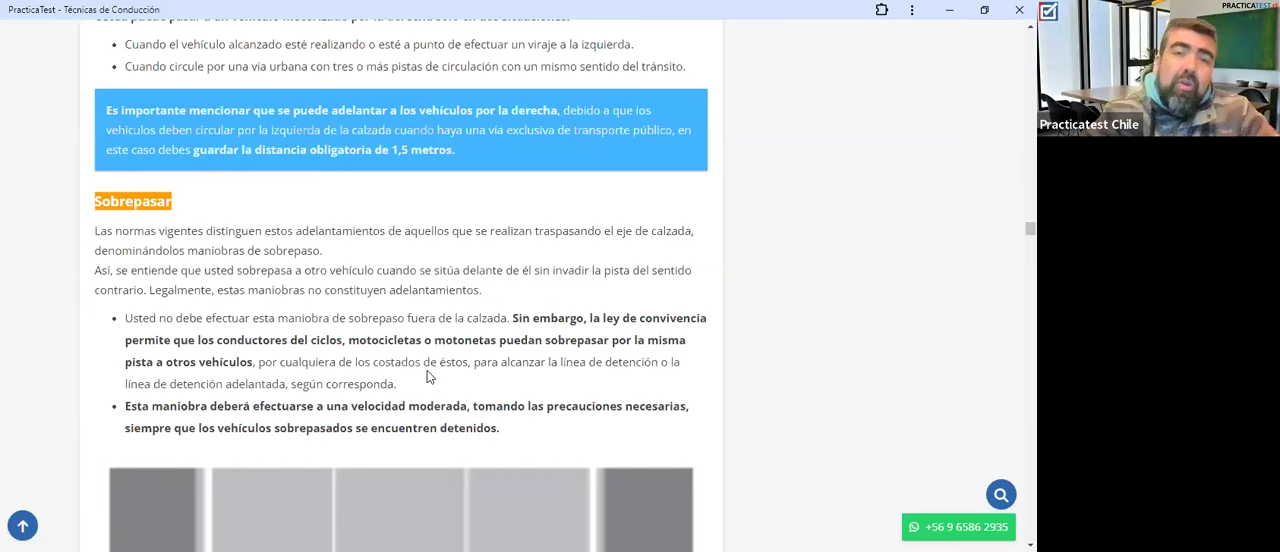 PracticaTest - Técnicas de Conducción
Cuando el vehículo alcanzado esté realizando o esté a punto de efectuar un viraje a la izquierda.
Cuando circule por una vía urbana con tres o más pistas de circulación con un mismo sentido del tránsito.
Es importante mencionar que se puede adelantar a los vehículos por la derecha, debido a que los
vehículos deben circular por la izquierda de la calzada cuando haya una vía exclusiva de transporte público, en
este caso debes guardar la distancia obligatoria de 1,5 metros.
Sobrepasar
Las normas vigentes distinguen estos adelantamientos de aquellos que se realizan traspasando el eje de calzada,
denominándolos maniobras de sobrepaso.
Así, se entiende que usted sobrepasa a otro vehículo cuando se sitúa delante de él sin invadir la pista del sentido
contrario. Legalmente, estas maniobras no constituyen adelantamientos.
Usted no debe efectuar esta maniobra de sobrepaso fuera de la calzada. Sin embargo, la ley de convivencia
permite que los conductores del ciclos, motocicletas o motonetas puedan sobrepasar por la misma
pista a otros vehículos, por cualquiera de los costados de éstos, para alcanzar la línea de detención o la
línea de detención adelantada, según corresponda.
Esta maniobra deberá efectuarse a una velocidad moderada, tomando las precauciones necesarias,
siempre que los vehículos sobrepasados se encuentren detenidos.
+56 9 6586 2935
PRACTICATEST
Practicatest Chile